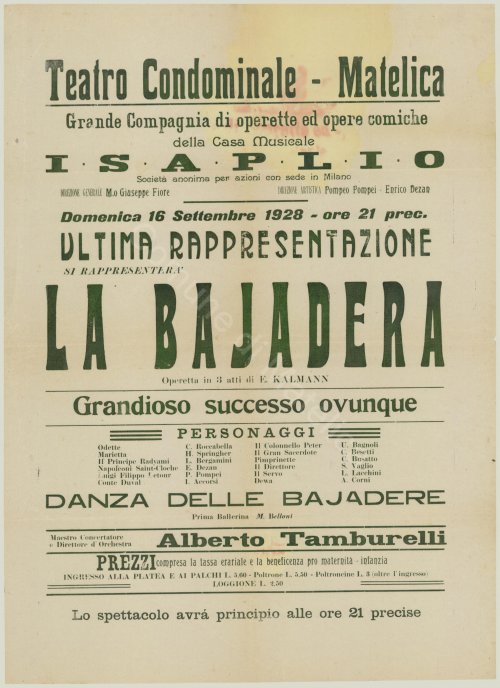 Teatro Condominale - Matelica
Grande Compagnia di operette ed opere comiche
della Casa Musicale
I·S·A·P·L·I·O
Società anonima per azioni con sede in Milano
DIREZIONE GENERALE M.o Giuseppe Fiore DIREZIONE ARTISTICA Pompeo Pompei - Enrico Dezan
Domenica 16 Settembre 1928 - ore 21 prec.
ULTIMA RAPPRESENTAZIONE
SI RAPPRESENTERA'
LA BAJADERA
Operetta in 3 atti di E. KALMANN
Grandioso successo ovunque
PERSONAGGI
Odette C. Roccabella Il Colonnello Peter U. Bagnoli
Marietta H. Springher Il Gran Sacerdote C. Besetti
Il Principe Radyami L. Bergamini Pimprinette C. Busatto
Napoleoni Saint-Cloche E. Dezan Il Direttore S. Vaglio
Luigi Filippo Letour P. Pompei Il Servo L. Lacchini
Conte Duval I. Accorsi Dewa A. Corni
DANZA DELLE BAJADERE
Prima Ballerina M. Belloni
Maestro Concertatore
e Direttore d'Orchestra Alberto Tamburelli
PREZZI compresa la tassa erariale e la beneficenza pro maternità - infanzia
INGRESSO ALLA PLATEA E AI PALCHI L. 5,60 - Poltrone L. 5.50 - Poltroncine L. 3 (oltre l'ingresso)
LOGGIONE L. 2.50
Lo spettacolo avrá principio alle ore 21 precise